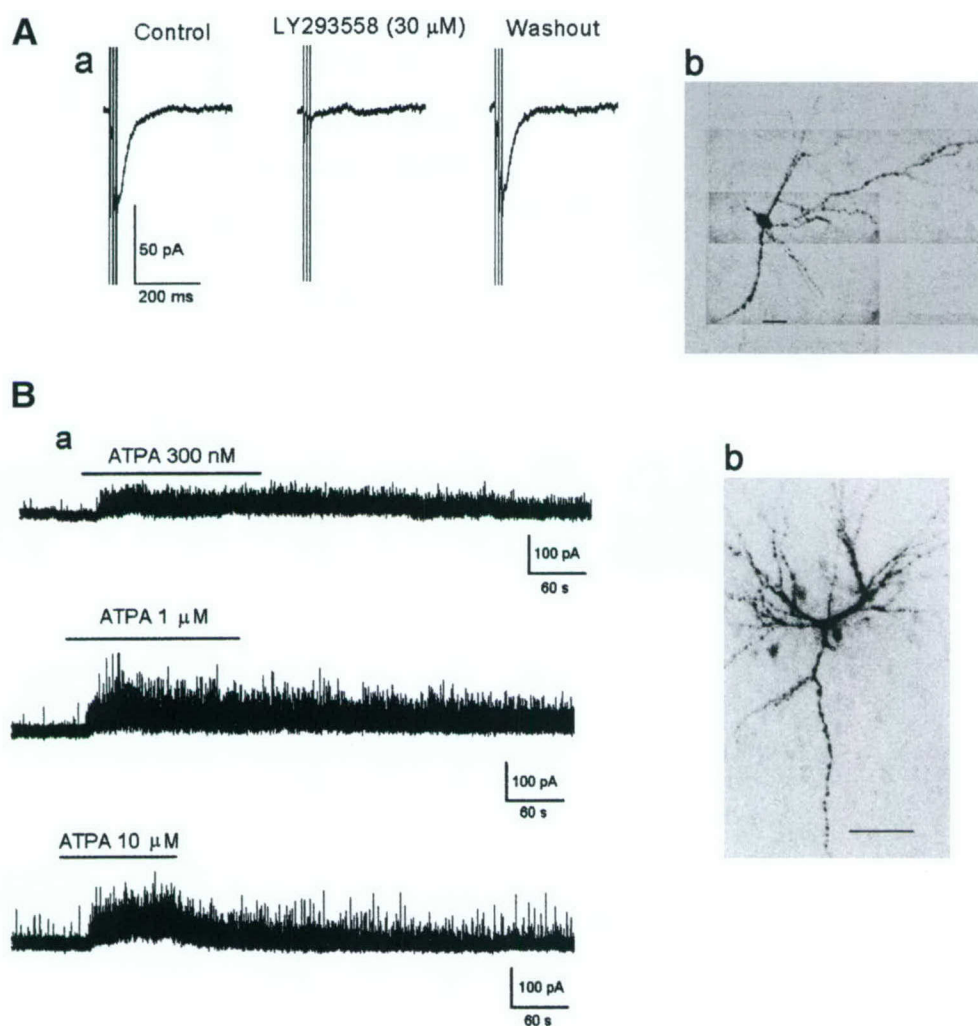 A
Control
LY293558 (30 μM)
Washout
a
b
50 pA
200 ms
B
a
ATPA 300 nM
b
100 pA
60 s
ATPA 1 μM
100 pA
60 s
ATPA 10 μM
100 pA
60 s